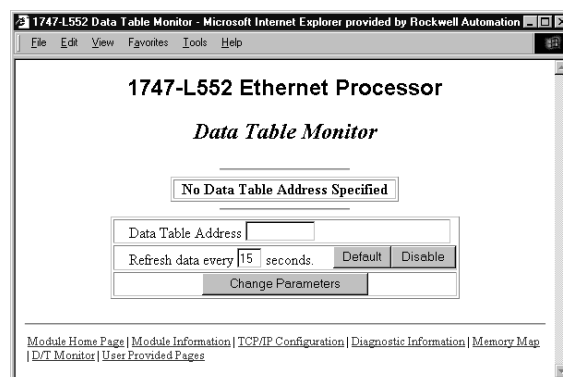 1747-L552 Data Table Monitor - Microsoft Internet Explorer provided by Rockwell Automation
File Edit View Favorites Tools Help
1747-L552 Ethernet Processor
Data Table Monitor
No Data Table Address Specified
Data Table Address
Refresh data every 15 seconds. Default Disable
Change Parameters
Module Home Page | Module Information | TCP/IP Configuration | Diagnostic Information | Memory Map
| D/T Monitor | User Provided Pages